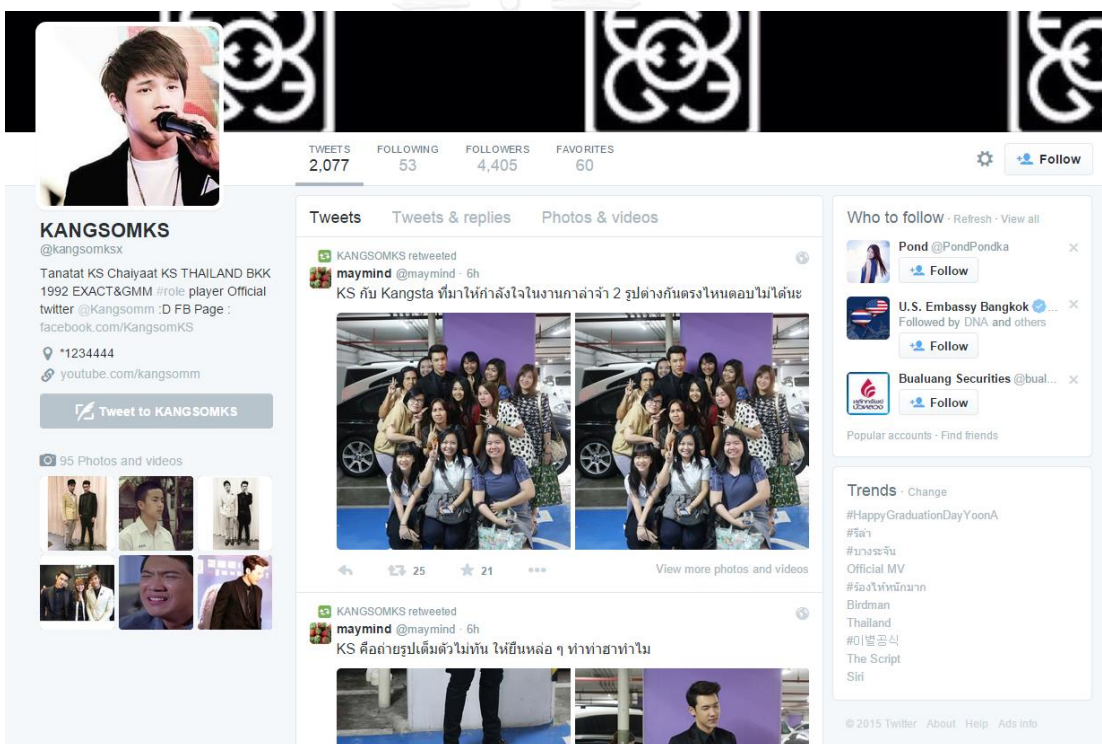 TWEETS FOLLOWING FOLLOWERS FAVORITES
2,077 53 4,405 60
Follow
KANGSOMKS
@kangsomksx
Tanatat KS Chaiyaat KS THAILAND BKK
1992 EXACT&GMM #role player Official
twitter @Kangsomm :D FB Page :
facebook.com/KangsomKS
*1234444
youtube.com/kangsomm
Tweet to KANGSOMKS
95 Photos and videos
Tweets Tweets & replies Photos & videos
KANGSOMKS retweeted
maymind @maymind · 6h
KS กับ Kangsta ที่มาให้กำลังใจในงานกาล่าจ้า 2 รูปต่างกันตรงไหนตอบไม่ได้นะ
25 21 View more photos and videos
KANGSOMKS retweeted
maymind @maymind · 6h
KS คือถ่ายรูปเต็มตัวไม่ทัน ให้ยืนหล่อ ๆ ทำท่าฮาทำไม
Who to follow · Refresh · View all
Pond @PondPondka
Follow
U.S. Embassy Bangkok ...
Followed by DNA and others
Follow
Bualuang Securities @bual...
Follow
Popular accounts · Find friends
Trends · Change
#HappyGraduationDayYoonA
#รีล่า
#บางระจัน
Official MV
#ร้องไห้หนักมาก
Birdman
Thailand
#이별공식
The Script
Siri
© 2015 Twitter About Help Ads info